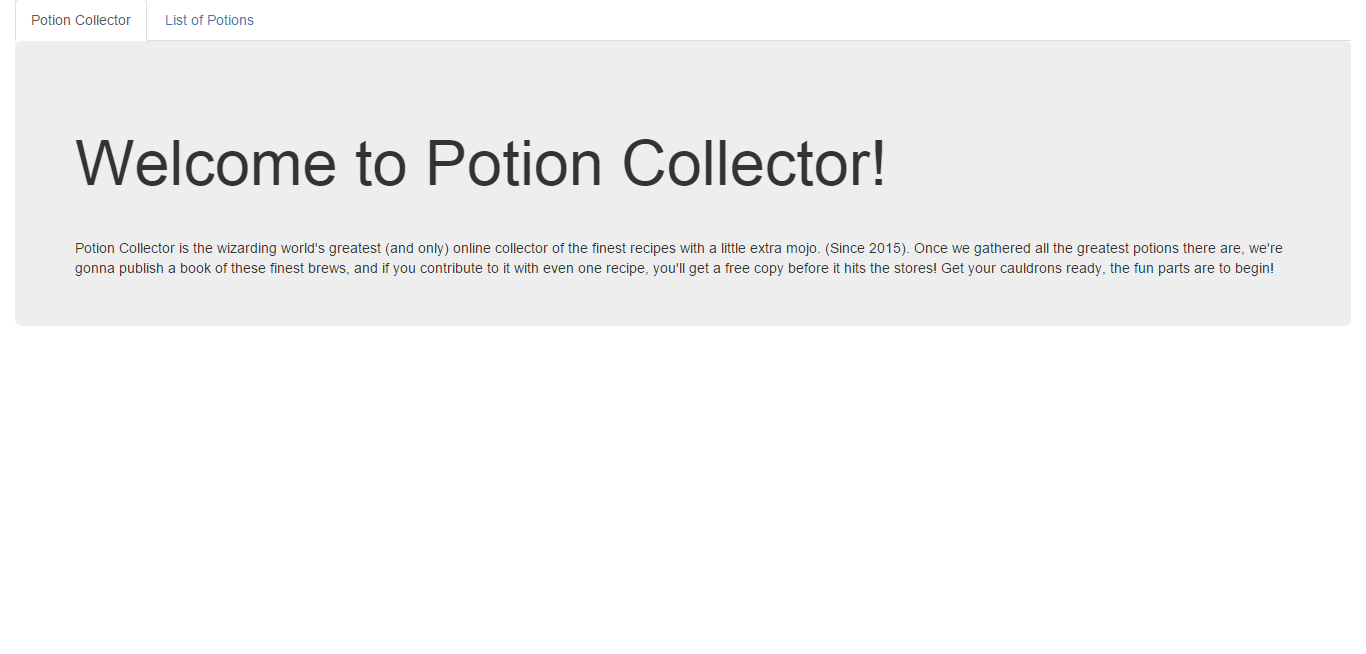 Potion Collector
List of Potions
Welcome to Potion Collector!
Potion Collector is the wizarding world's greatest (and only) online collector of the finest recipes with a little extra mojo. (Since 2015). Once we gathered all the greatest potions there are, we're
gonna publish a book of these finest brews, and if you contribute to it with even one recipe, you'll get a free copy before it hits the stores! Get your cauldrons ready, the fun parts are to begin!